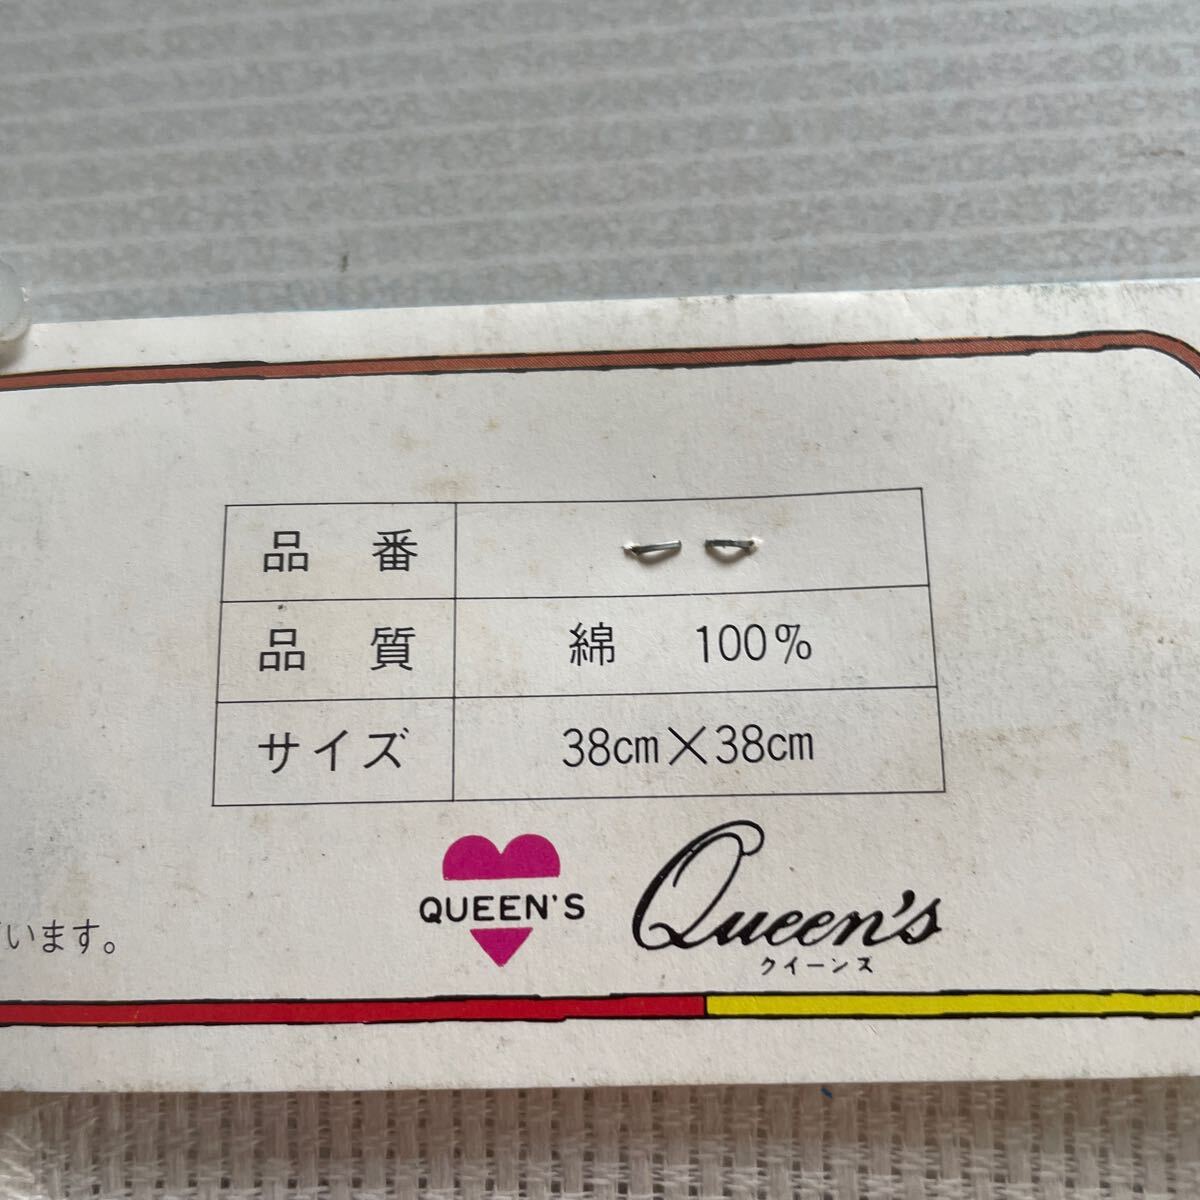 品番
品質 綿 100%
サイズ 38cm×38cm
QUEEN'S
Queen's
クイーンズ
います。